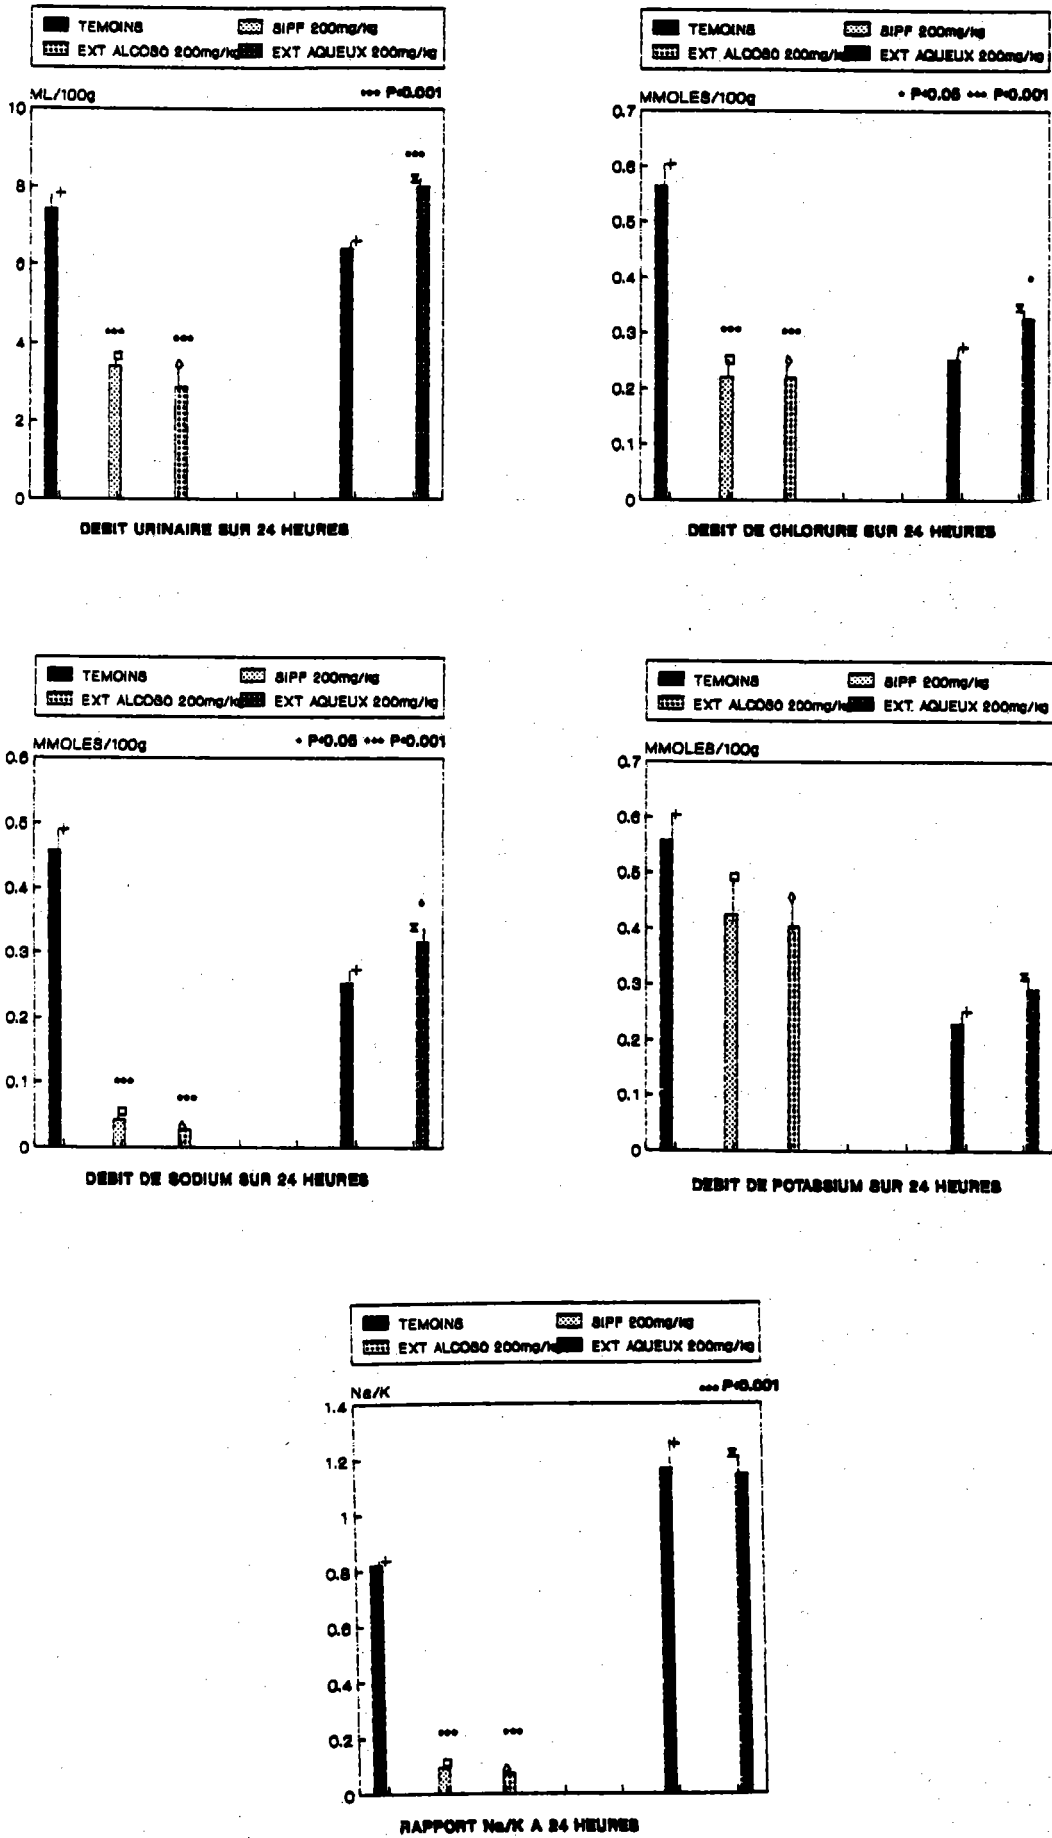 TEMOINS SIPF 200mg/kg
EXT ALCO80 200mg/kg EXT AQUEUX 200mg/kg
ML/100g *** P<0.001
10
8
6
4
2
0
+ *** *** + ***
DEBIT URINAIRE SUR 24 HEURES
TEMOINS SIPF 200mg/kg
EXT ALCO80 200mg/kg EXT AQUEUX 200mg/kg
MMOLES/100g * P<0.05 *** P<0.001
0.7
0.6
0.5
0.4
0.3
0.2
0.1
0
+ *** *** + *
DEBIT DE CHLORURE SUR 24 HEURES
TEMOINS SIPF 200mg/kg
EXT ALCO80 200mg/kg EXT AQUEUX 200mg/kg
MMOLES/100g * P<0.05 *** P<0.001
0.6
0.5
0.4
0.3
0.2
0.1
0
+ *** *** + *
DEBIT DE SODIUM SUR 24 HEURES
TEMOINS SIPF 200mg/kg
EXT ALCO80 200mg/kg EXT. AQUEUX 200mg/kg
MMOLES/100g
0.7
0.6
0.5
0.4
0.3
0.2
0.1
0
+ +
DEBIT DE POTASSIUM SUR 24 HEURES
TEMOINS SIPF 200mg/kg
EXT ALCO80 200mg/kg EXT AQUEUX 200mg/kg
Na/K *** P<0.001
1.4
1.2
1
0.8
0.6
0.4
0.2
0
+ *** *** +
RAPPORT Na/K A 24 HEURES